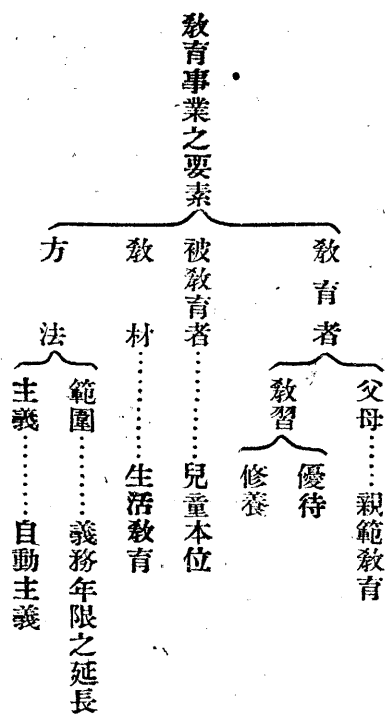 教育事業之要素
教育者
父母………親範教育
教習
優待
修養
被教育者………兒童本位
教材………生活教育
方法
範圍………義務年限之延長
主義………自動主義